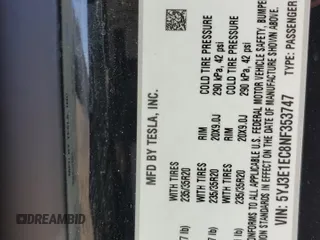 MFD BY TESLA, INC.
WITH TIRES RIM COLD TIRE PRESSURE
235/35R20 20X9.0J 290 kPa, 42 psi
WITH TIRES RIM COLD TIRE PRESSURE
235/35R20 20X9.0J 290 kPa, 42 psi
ALL APPLICABLE U.S.A. FEDERAL MOTOR VEHICLE SAFETY, BUMPE
STANDARDS IN EFFECT ON THE DATE OF MANUFACTURE SHOWN ABOVE.
VIN: 5YJ3E1EC8NF353747 TYPE: PASSENGER
DREAMBID